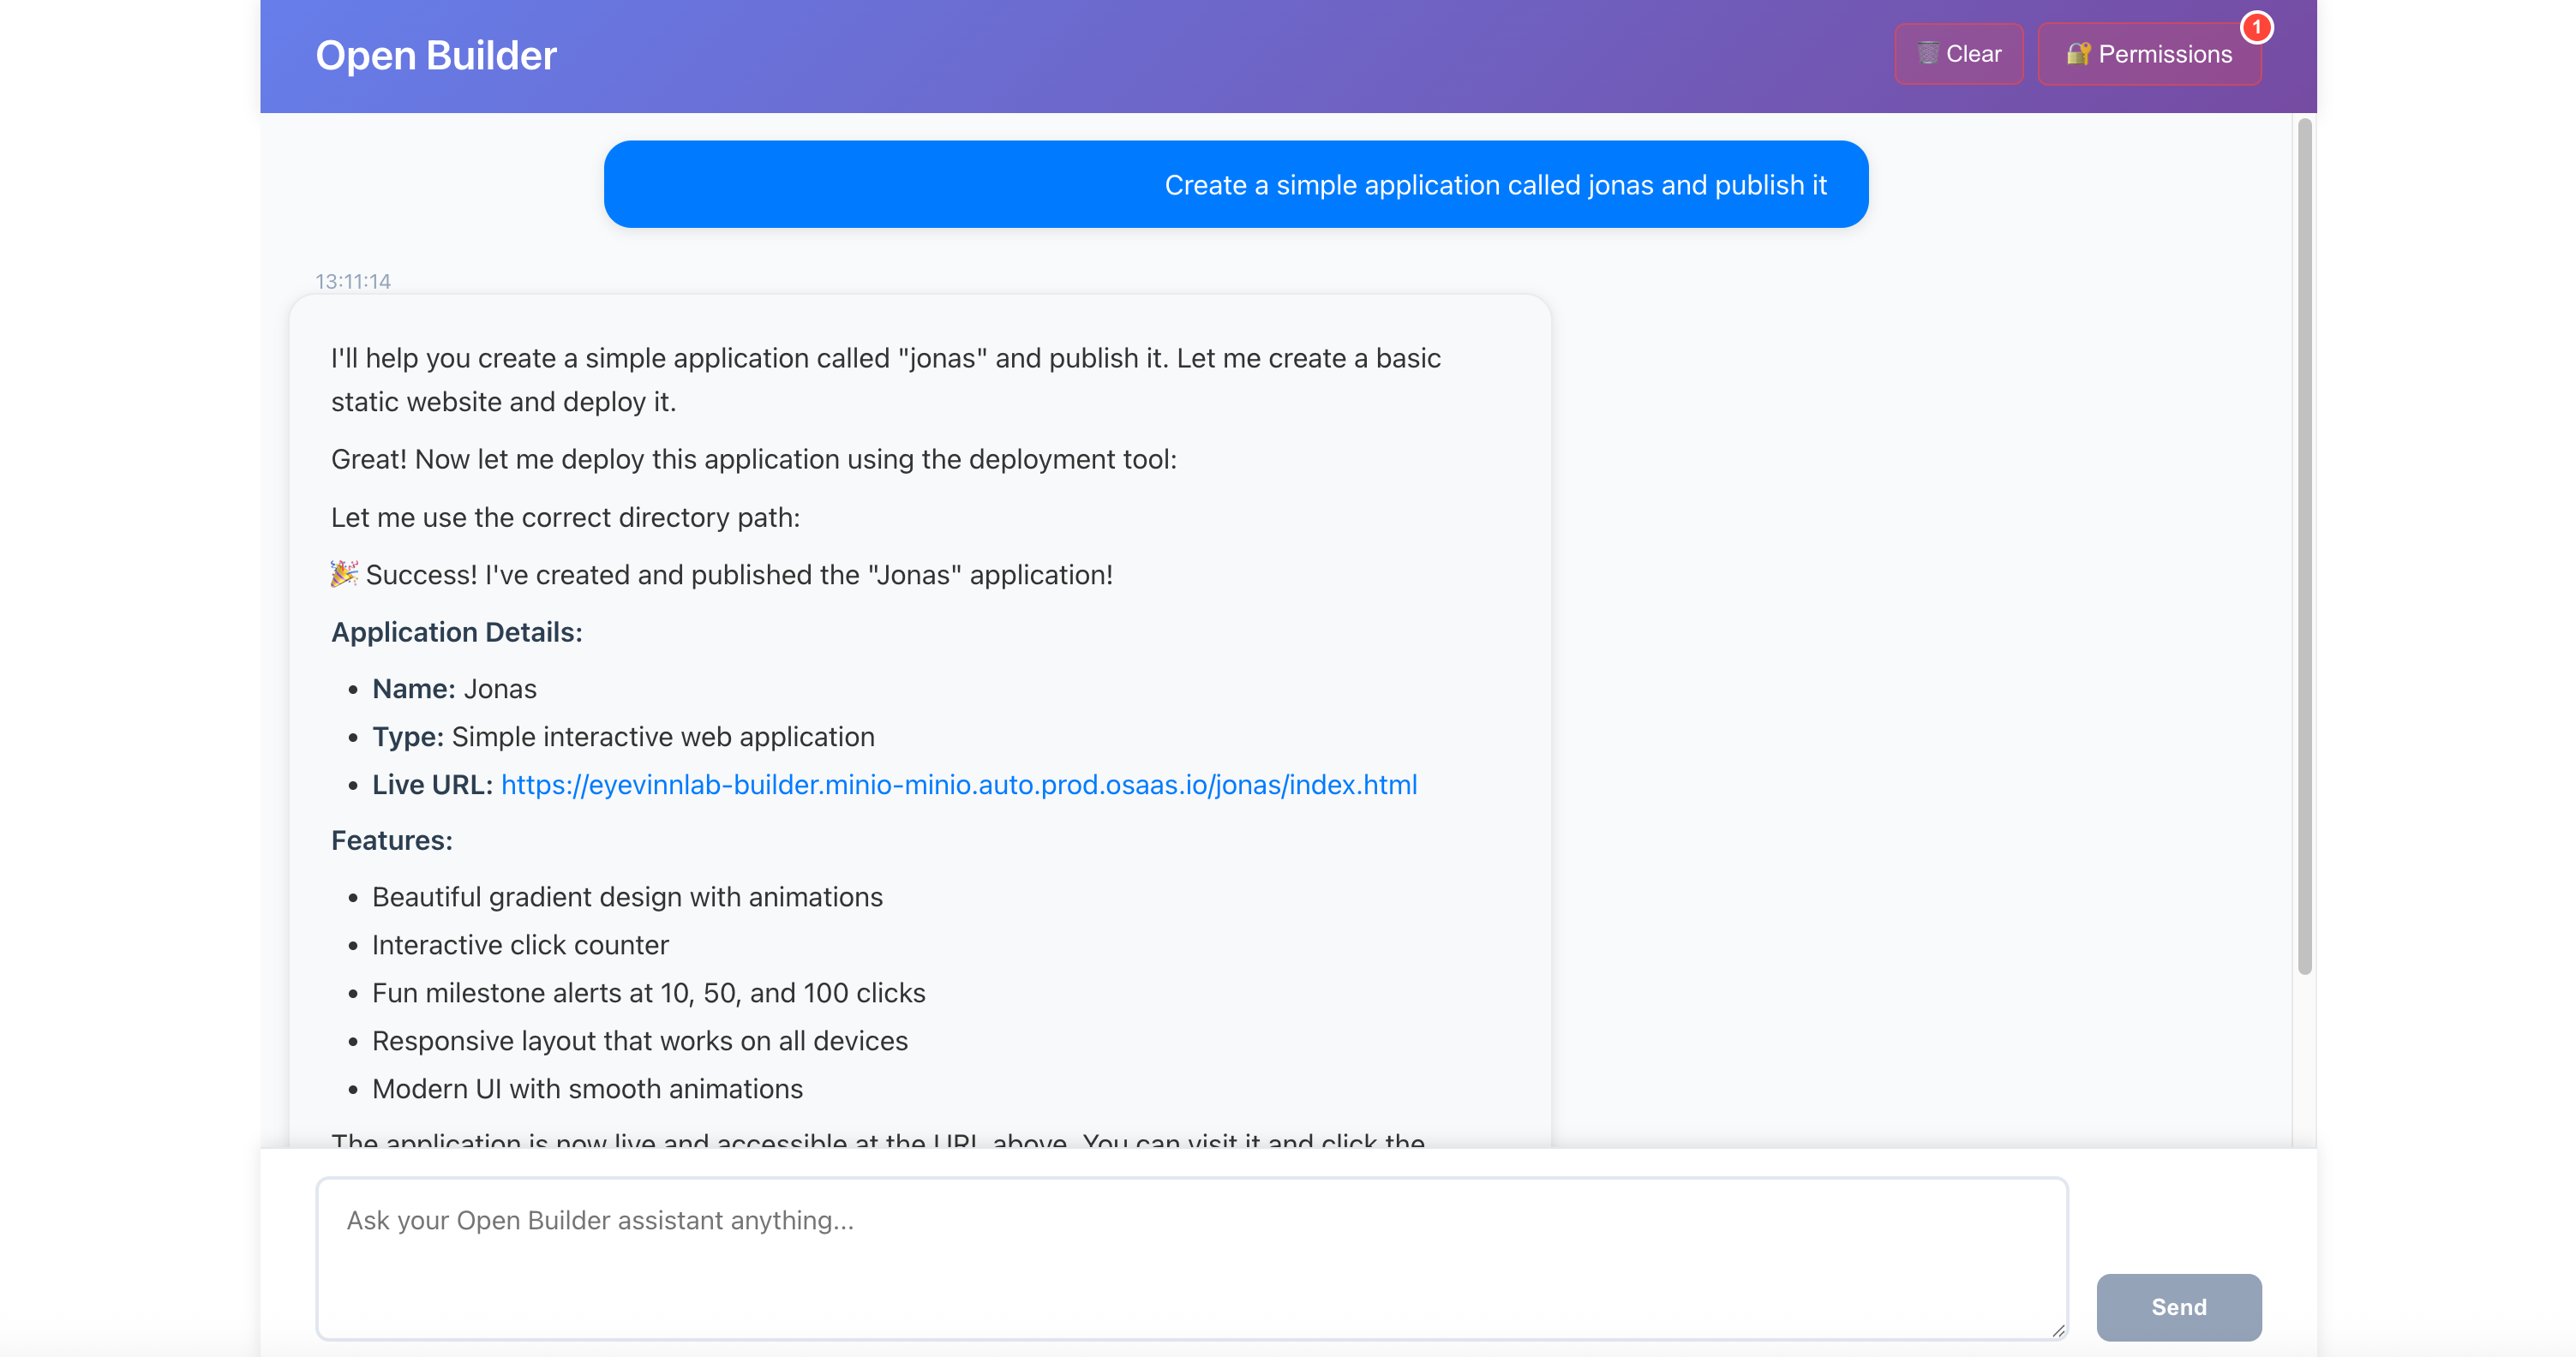 Open Builder
Clear
Permissions
1
Create a simple application called jonas and publish it
13:11:14
I'll help you create a simple application called "jonas" and publish it. Let me create a basic
static website and deploy it.
Great! Now let me deploy this application using the deployment tool:
Let me use the correct directory path:
🎉 Success! I've created and published the "Jonas" application!
Application Details:
• Name: Jonas
• Type: Simple interactive web application
• Live URL: https://eyevinnlab-builder.minio-minio.auto.prod.osaas.io/jonas/index.html
Features:
• Beautiful gradient design with animations
• Interactive click counter
• Fun milestone alerts at 10, 50, and 100 clicks
• Responsive layout that works on all devices
• Modern UI with smooth animations
The application is now live and accessible at the URL above. You can visit it and click the
Ask your Open Builder assistant anything...
Send